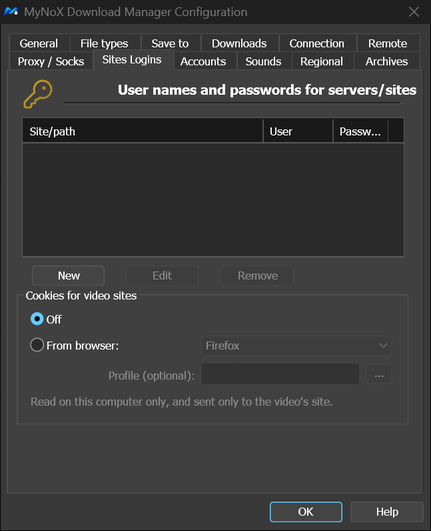 MyNoX Download Manager Configuration
General File types Save to Downloads Connection Remote
Proxy / Socks Sites Logins Accounts Sounds Regional Archives
User names and passwords for servers/sites
Site/path User Passw...
New Edit Remove
Cookies for video sites
Off
From browser: Firefox
Profile (optional): ...
Read on this computer only, and sent only to the video's site.
OK Help